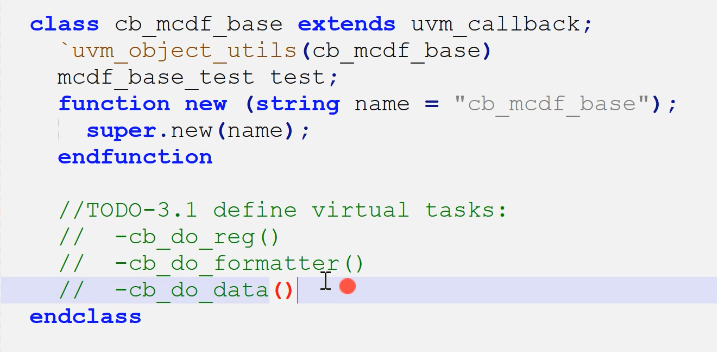 class cb_mcdf_base extends uvm_callback;
`uvm_object_utils(cb_mcdf_base)
mcdf_base_test test;
function new (string name = "cb_mcdf_base");
super.new(name);
endfunction
//TODO-3.1 define virtual tasks:
//  -cb_do_reg()
//  -cb_do_formatter()
//  -cb_do_data()
endclass